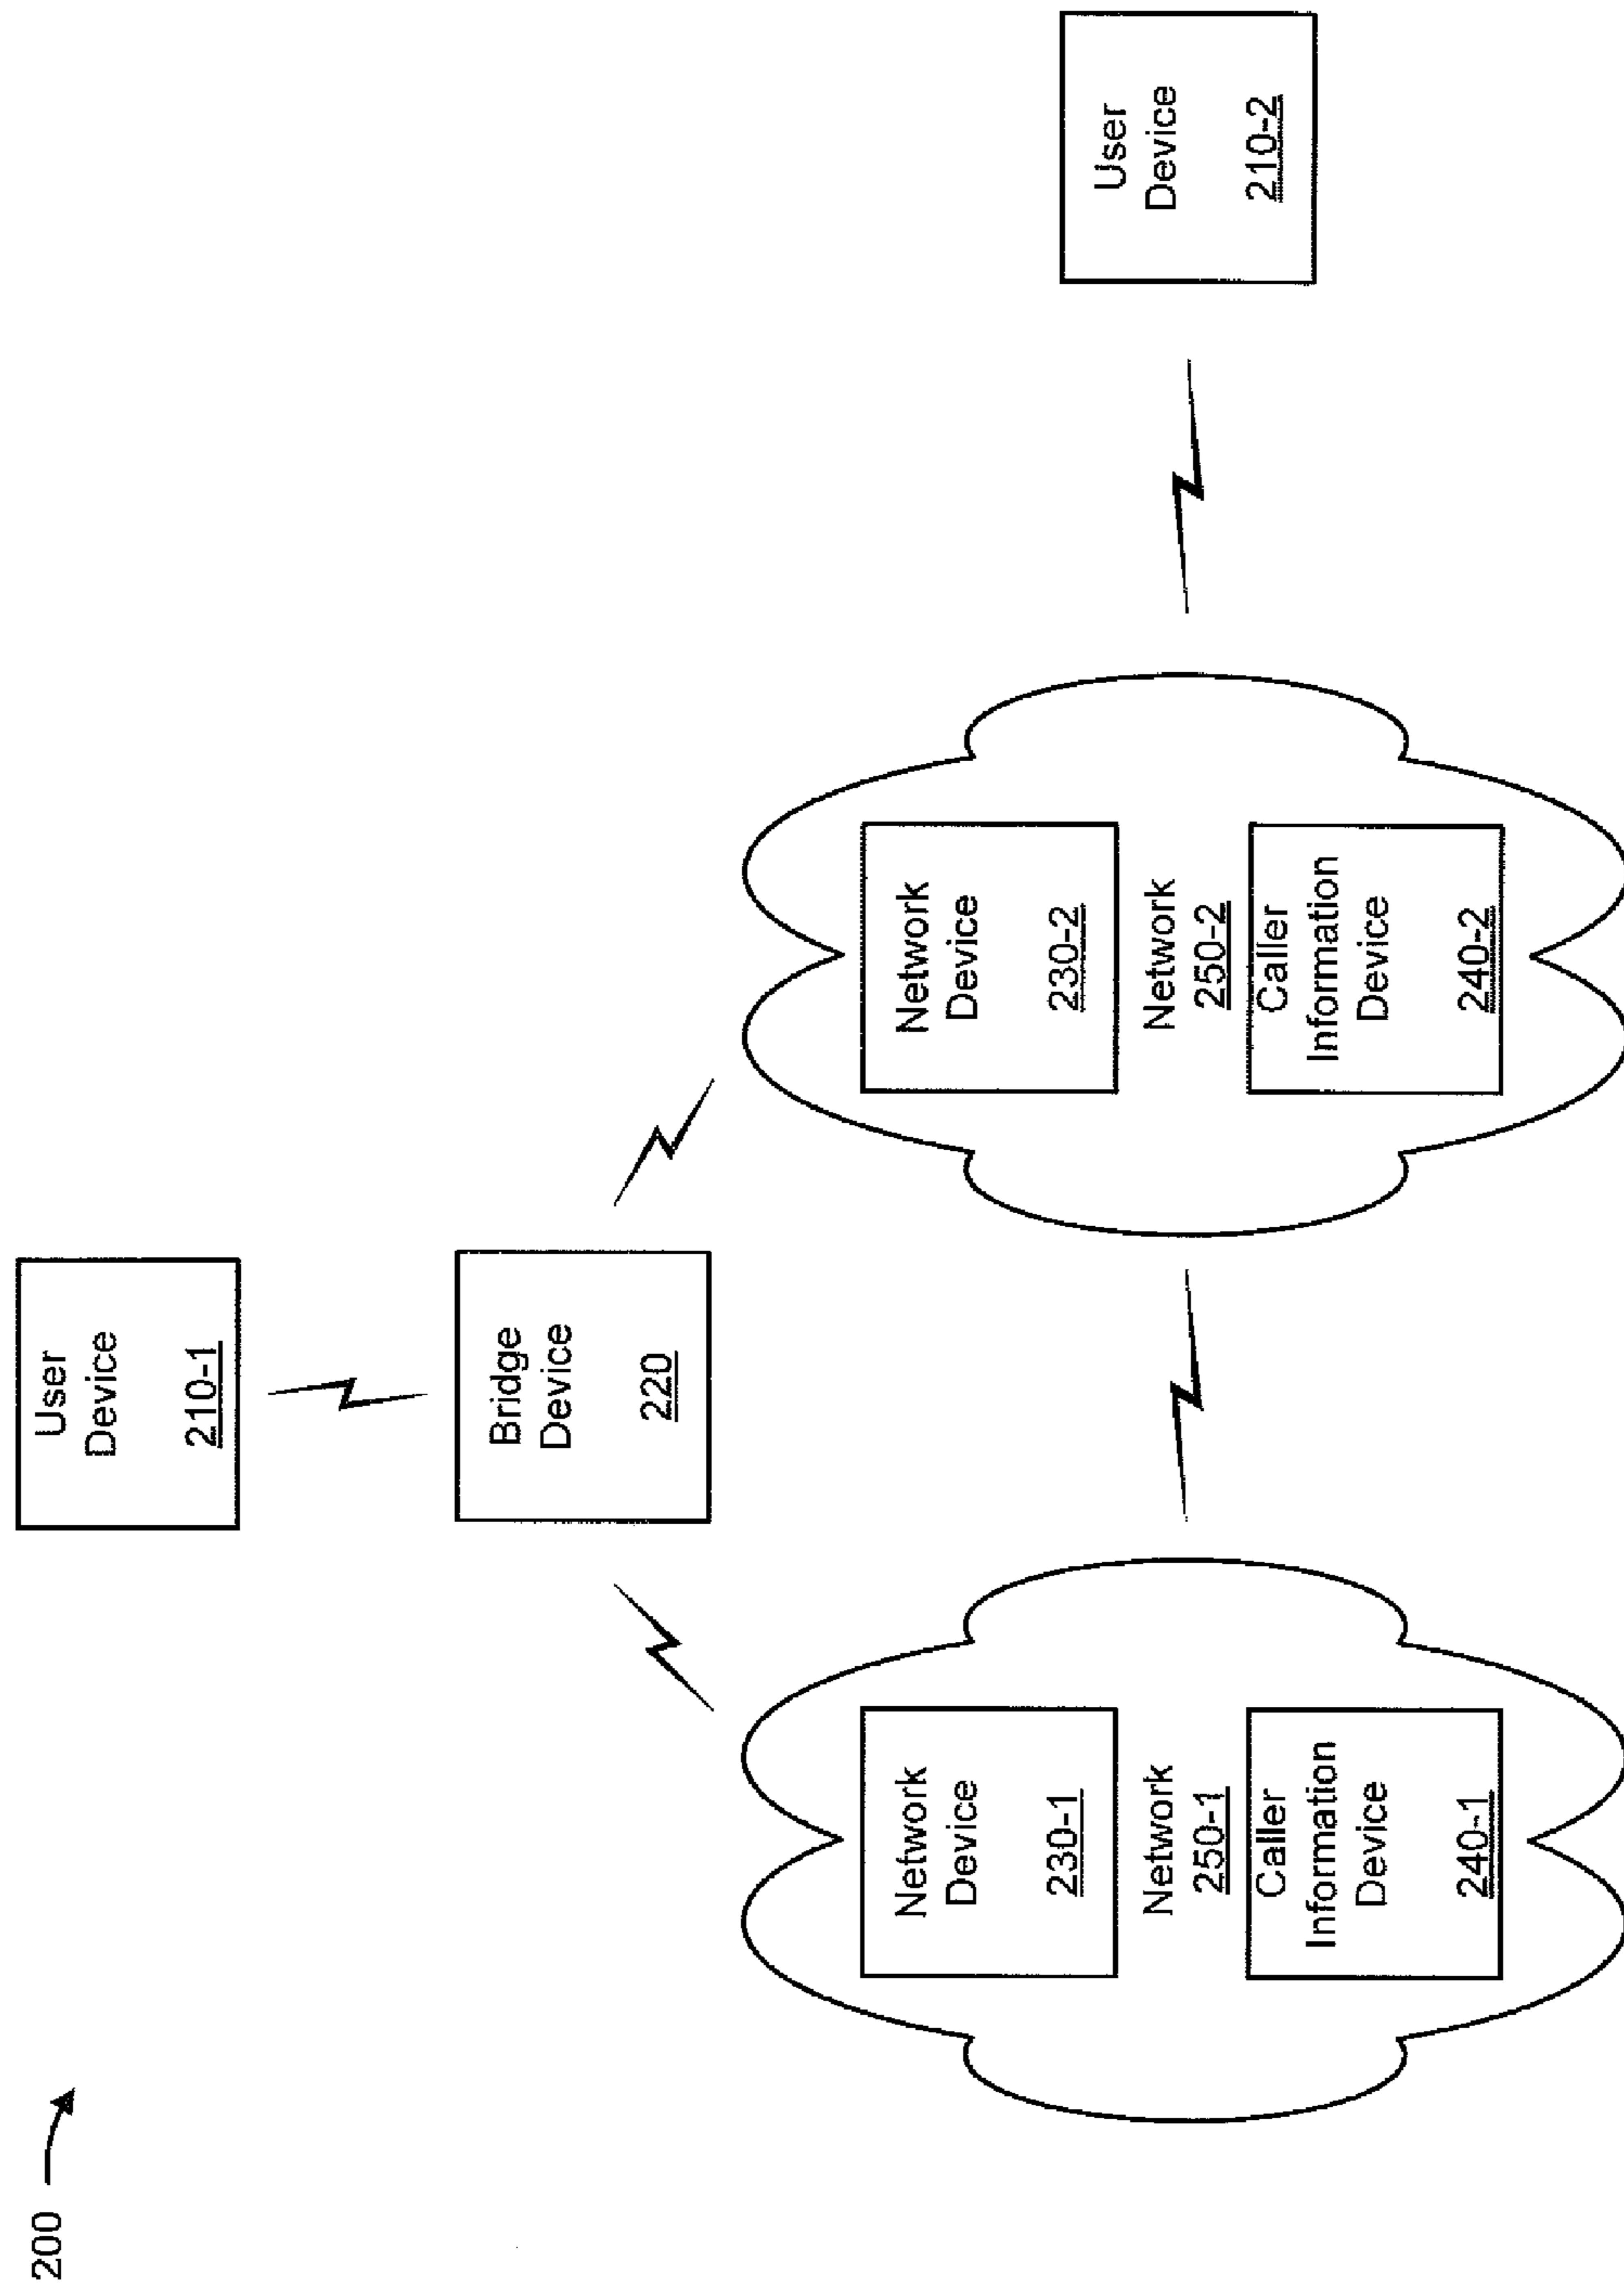 200
User
Device
210-1
Bridge
Device
220
Network
Device
230-1
Network
250-1
Caller
Information
Device
240-1
Network
Device
230-2
Network
250-2
Caller
Information
Device
240-2
User
Device
210-2